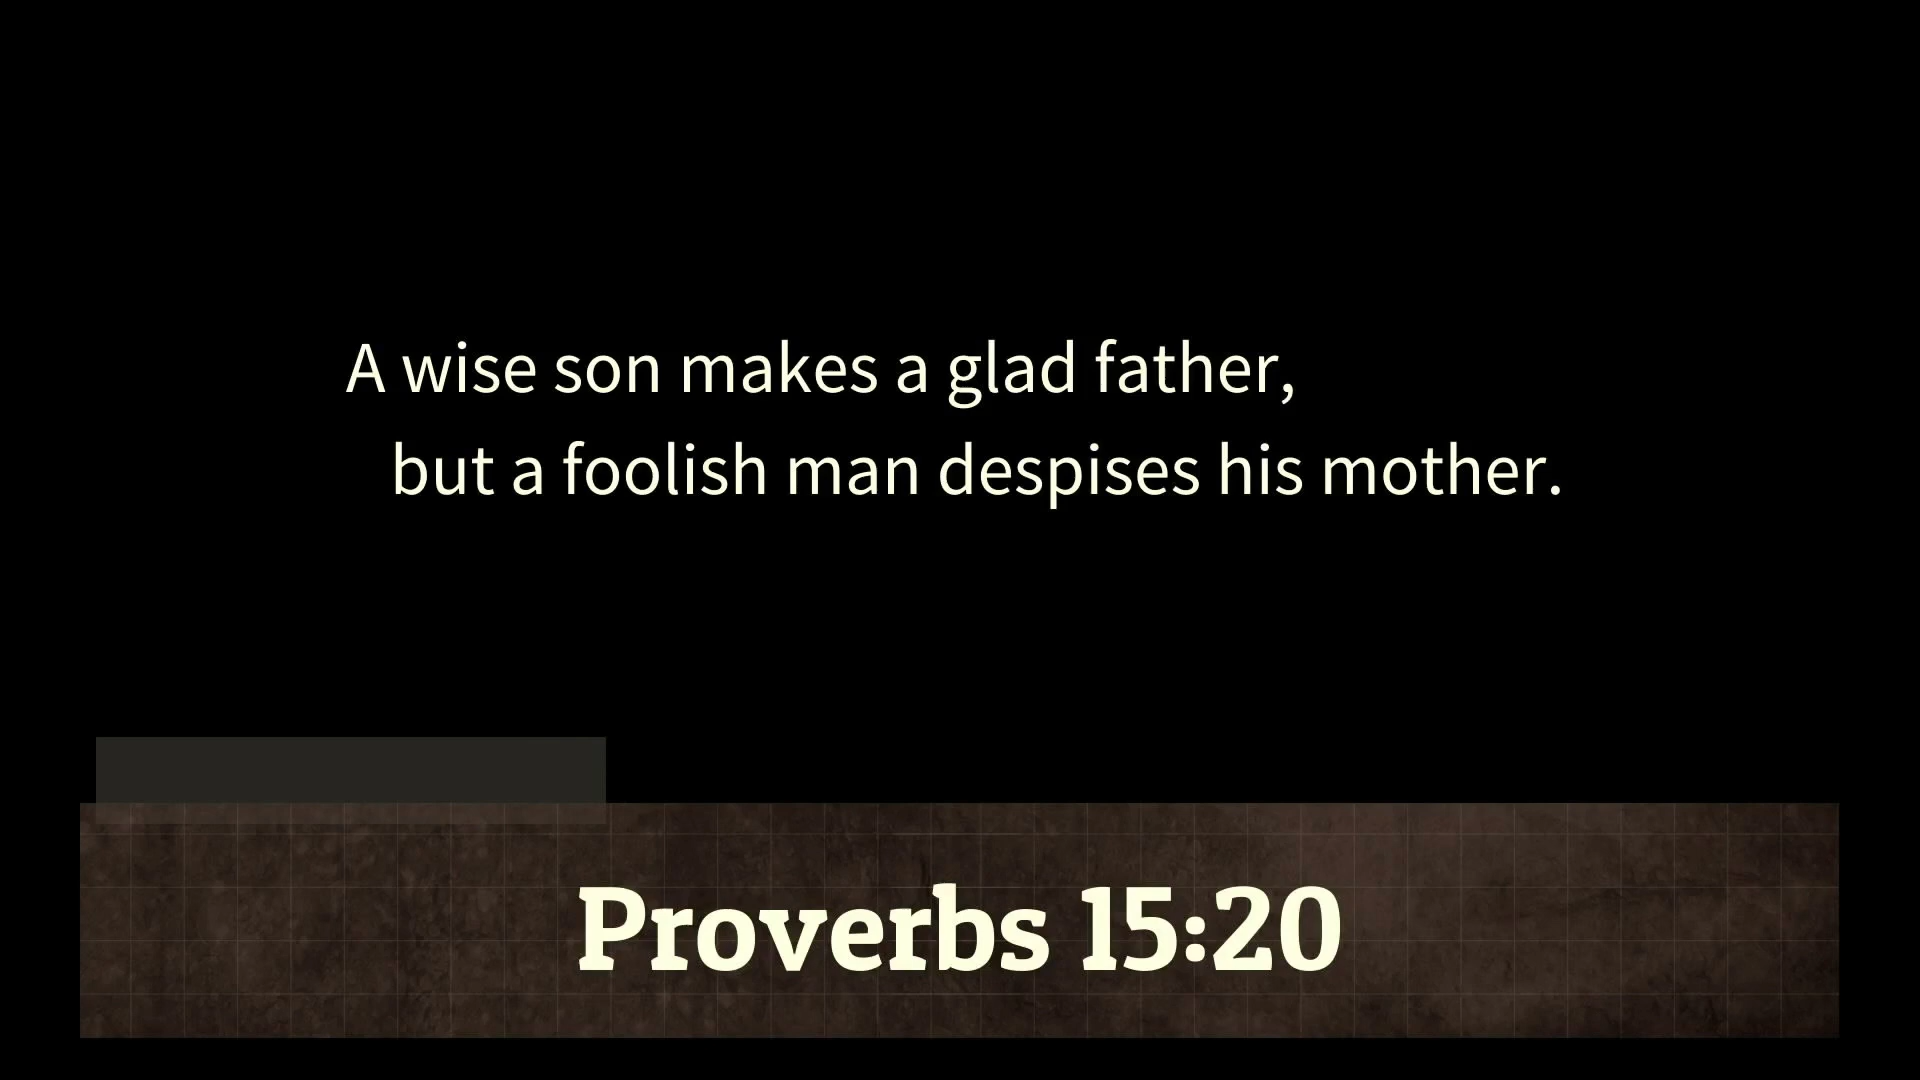 A wise son makes a glad father,
but a foolish man despises his mother.
Proverbs 15:20